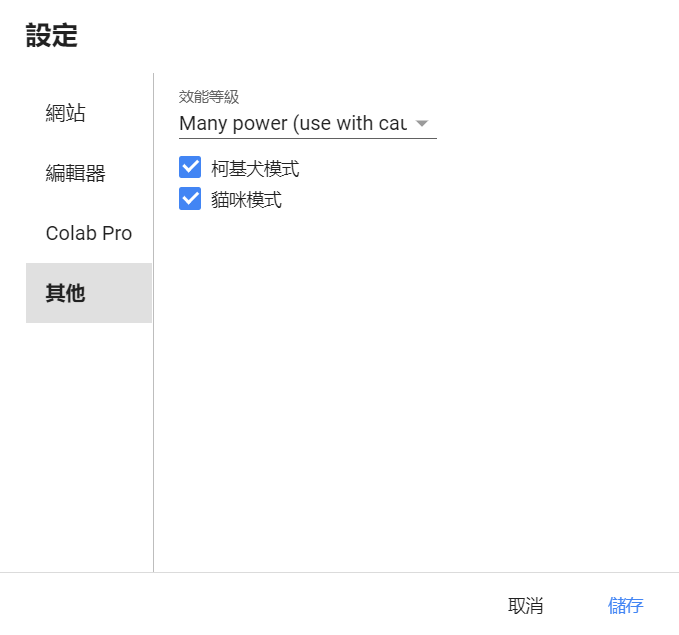 設定
網站
編輯器
Colab Pro
其他
效能等級
Many power (use with cau
柯基犬模式
貓咪模式
取消
儲存